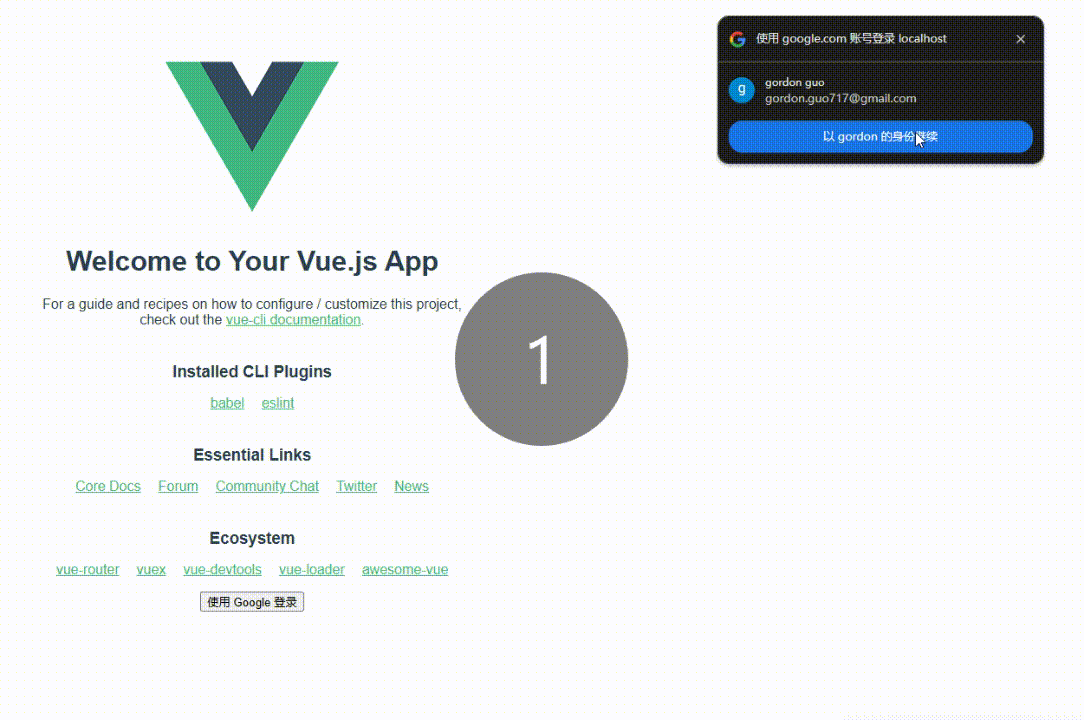 使用 google.com 账号登录 localhost
g
gordon guo
gordon.guo717@gmail.com
以 gordon 的身份继续
Welcome to Your Vue.js App
For a guide and recipes on how to configure / customize this project,
check out the vue-cli documentation.
1
Installed CLI Plugins
babel eslint
Essential Links
Core Docs Forum Community Chat Twitter News
Ecosystem
vue-router vuex vue-devtools vue-loader awesome-vue
使用 Google 登录